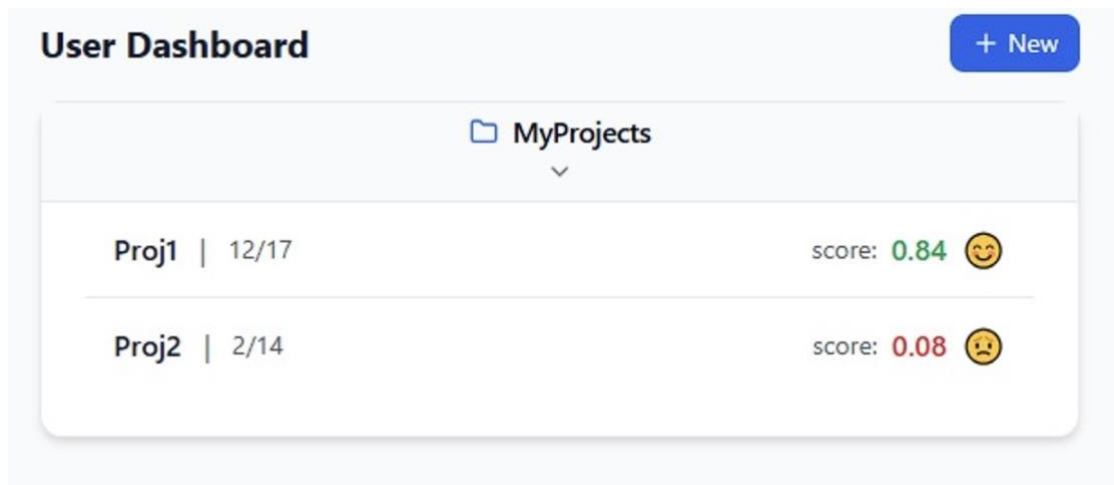 User Dashboard
+ New
MyProjects
Proj1 | 12/17 score: 0.84
Proj2 | 2/14 score: 0.08